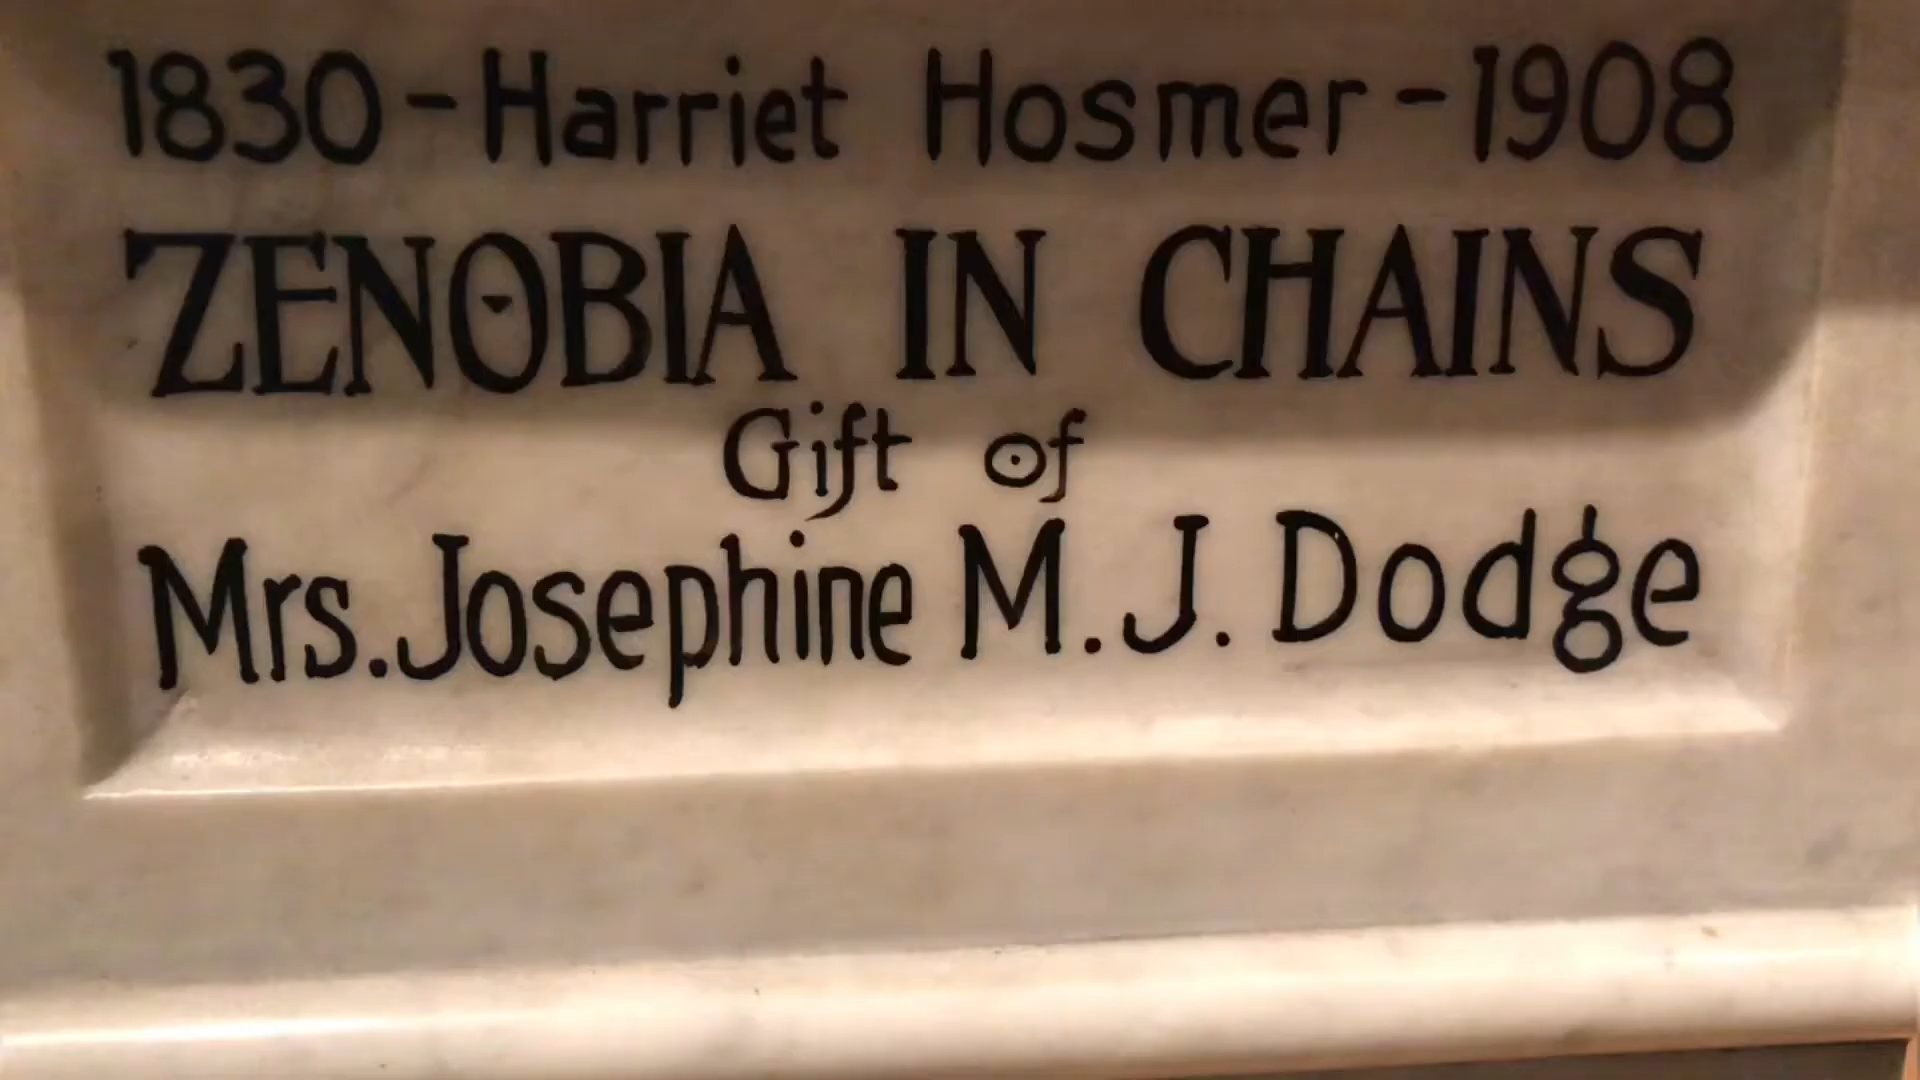 1830-Harriet Hosmer-1908
ZENOBIA IN CHAINS
Gift of
Mrs. Josephine M. J. Dodge